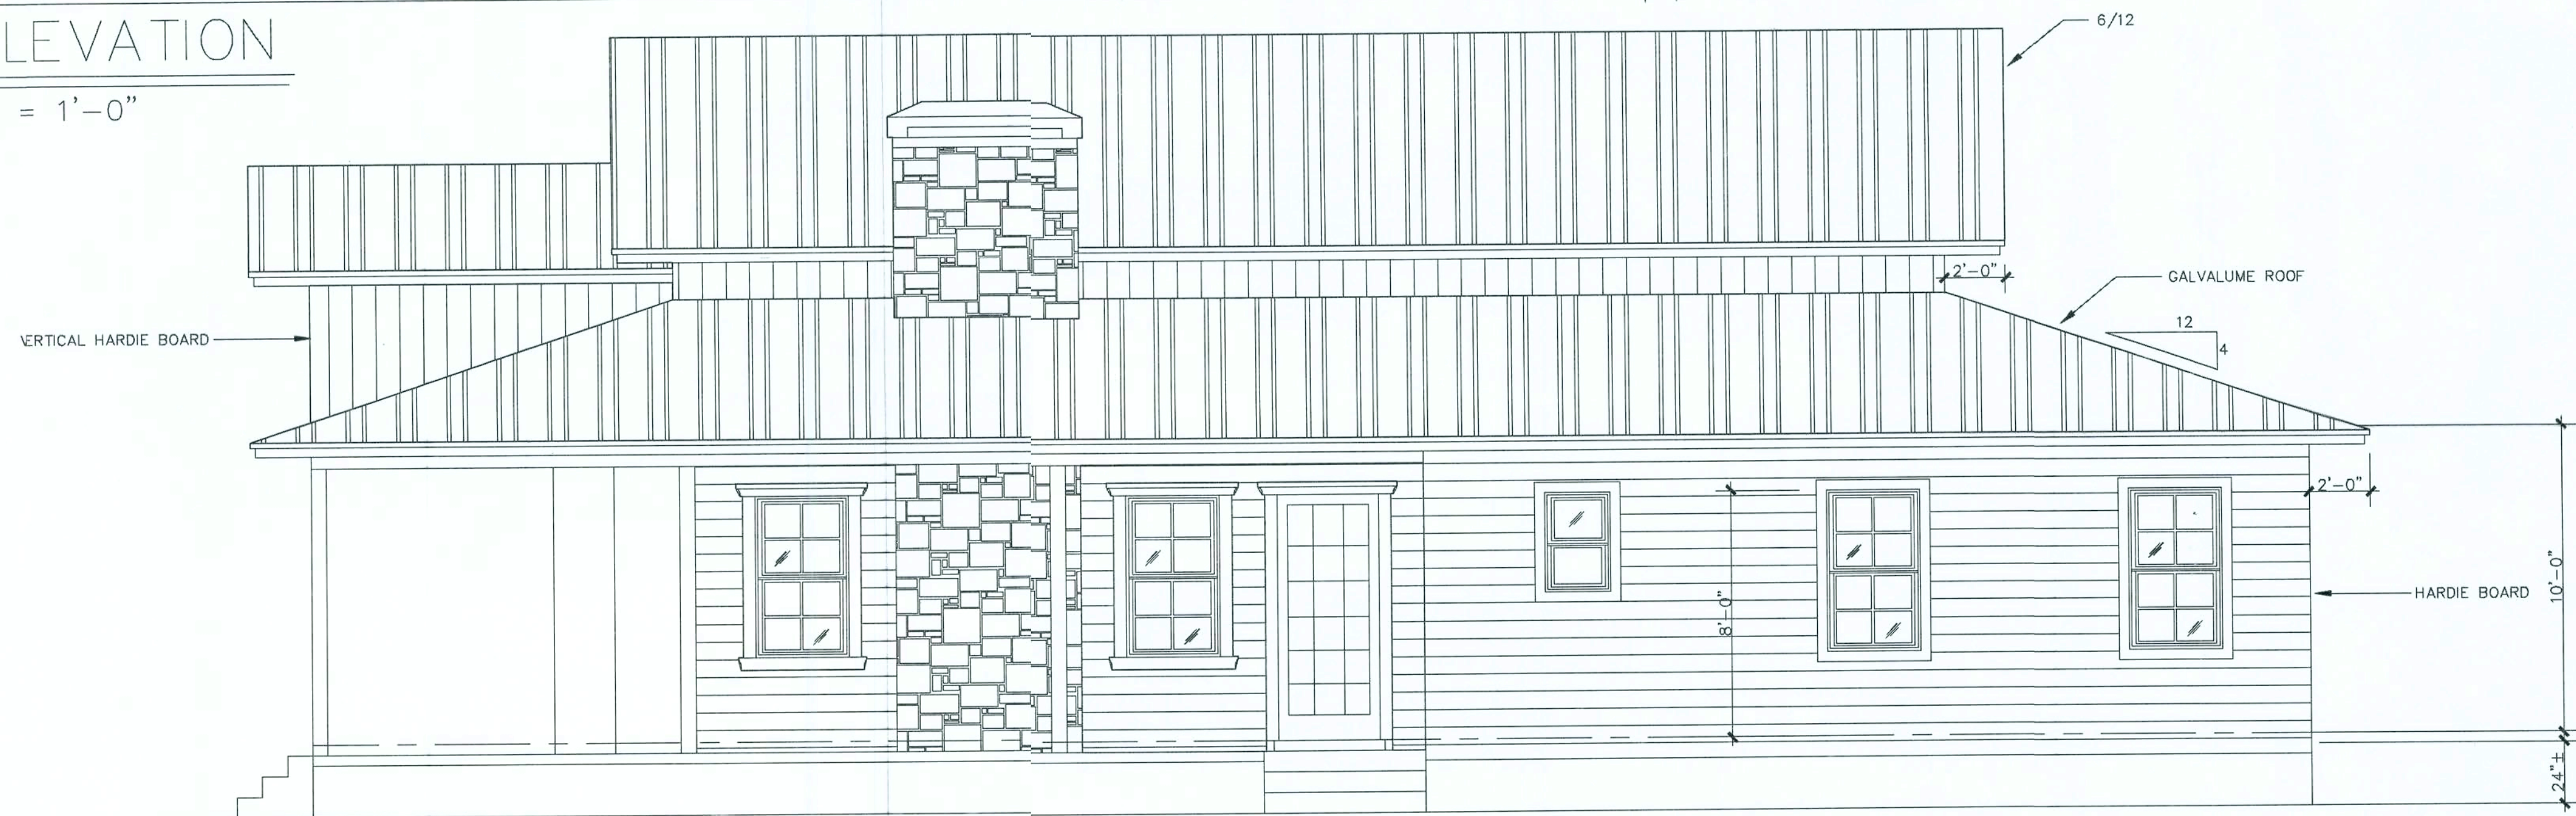 LEVATION
= 1'-0"
6/12
2'-0"
GALVALUME ROOF
12
4
VERTICAL HARDIE BOARD
2'-0"
8'-0"
HARDIE BOARD
10'-0"
24"±